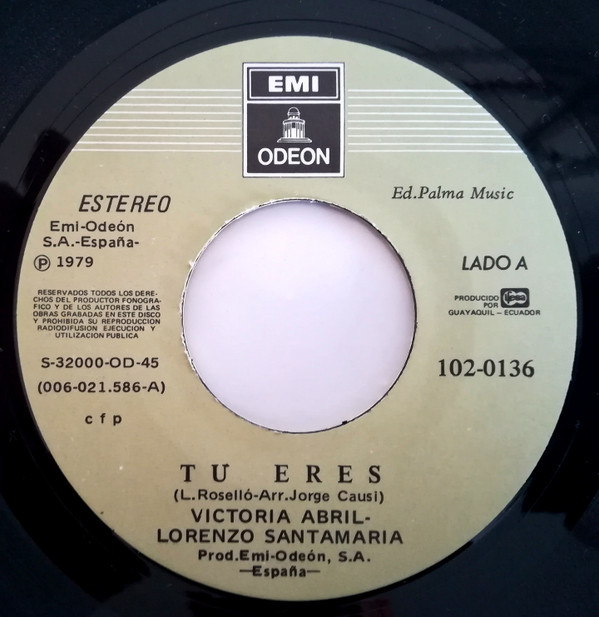 EMI
ODEON
ESTEREO
Emi-Odeón
S.A.-España-
Ⓟ 1979
RESERVADOS TODOS LOS DERE-
CHOS DEL PRODUCTOR FONOGRA-
FICO Y DE LOS AUTORES DE LAS
OBRAS GRABADAS EN ESTE DISCO
Y PROHIBIDA SU REPRODUCCION
RADIODIFUSION EJECUCION Y
UTILIZACION PUBLICA
S-32000-OD-45
(006-021.586-A)
c f p
Ed.Palma Music
LADO A
PRODUCIDO
POR
GUAYAQUIL - ECUADOR
102-0136
TU ERES
(L.Roselló-Arr.Jorge Causi)
VICTORIA ABRIL-
LORENZO SANTAMARIA
Prod.Emi-Odeón, S.A.
—España—